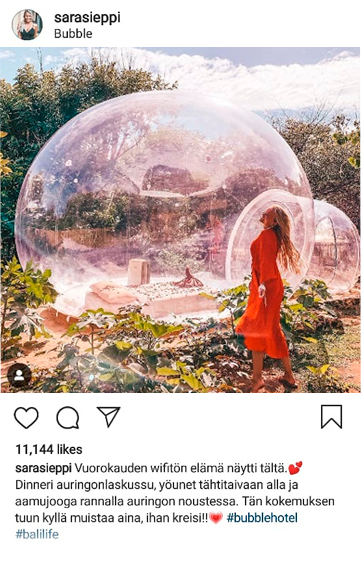 sarasieppi
Bubble
11,144 likes
sarasieppi Vuorokauden wifitön elämä näytti tältä.💕
Dinneri auringonlaskussu, yöunet tähtitaivaan alla ja
aamujooga rannalla auringon noustessa. Tän kokemuksen
tuun kyllä muistaa aina, ihan kreisi!!💗 #bubblehotel
#balilife